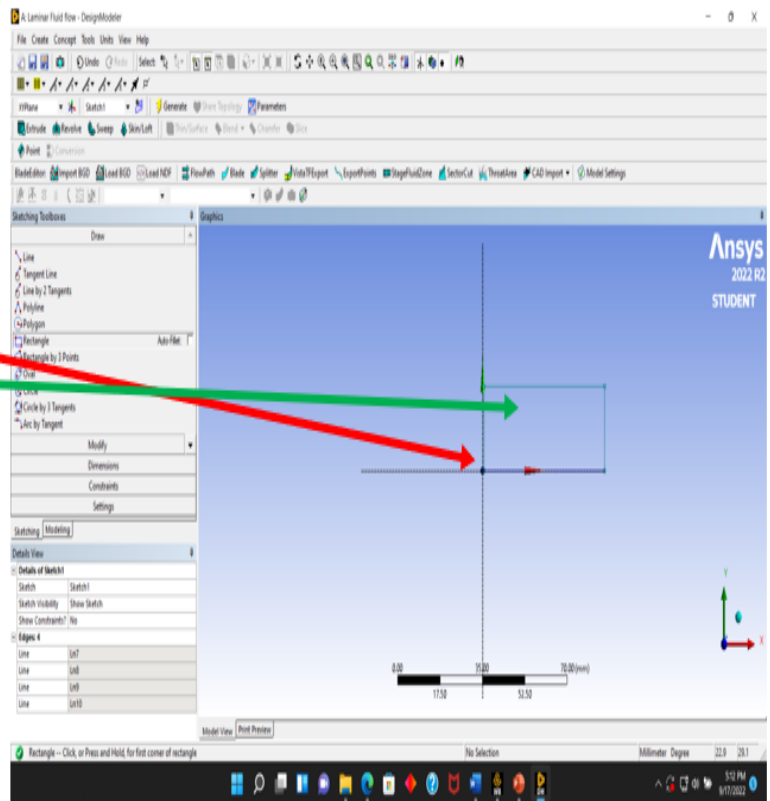 A: Laminar Fluid flow - DesignModeler
File Create Concept Tools Units View Help
Undo Redo Select:
XYPlane Sketch1 Generate Share Topology Parameters
Extrude Revolve Sweep Skin/Loft Thin/Surface Blend Chamfer Slice
Point Conversion
BladeEditor: Import BGD Load BGD Load NDF FlowPath Blade Splitter VistaTFExport ExportPoints StageFluidZone SectorCut ThroatArea CAD Import Model Settings
Sketching Toolboxes
Graphics
Draw
Line
Tangent Line
Line by 2 Tangents
Polyline
Polygon
Rectangle Auto-Fillet:
Rectangle by 3 Points
Oval
Circle
Circle by 3 Tangents
Arc by Tangent
Modify
Dimensions
Constraints
Settings
Sketching Modeling
Details View
Details of Sketch1
Sketch Sketch1
Sketch Visibility Show Sketch
Show Constraints? No
Edges: 4
Line Ln7
Line Ln8
Line Ln9
Line Ln10
Ansys
2022 R2
STUDENT
Y
X
0.00 35.00 70.00 (mm)
17.50 52.50
Model View Print Preview
Rectangle -- Click, or Press and Hold, for first corner of rectangle No Selection Millimeter Degree 22.9 29.1
5:12 PM
9/17/2022